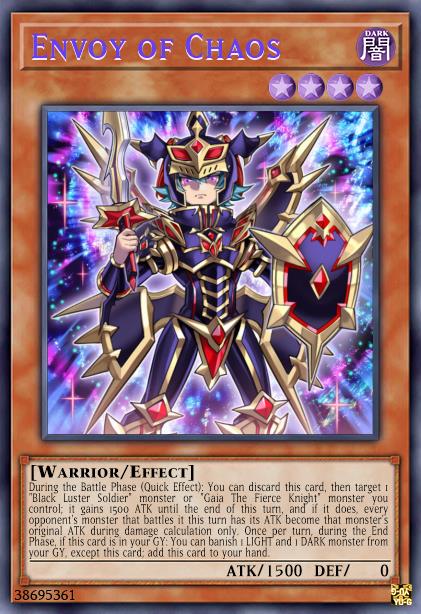 Envoy of Chaos
DARK
闇
[Warrior/Effect]
During the Battle Phase (Quick Effect): You can discard this card, then target 1
"Black Luster Soldier" monster or "Gaia The Fierce Knight" monster you
control; it gains 1500 ATK until the end of this turn, and if it does, every
opponent's monster that battles it this turn has its ATK become that monster's
original ATK during damage calculation only. Once per turn, during the End
Phase, if this card is in your GY: You can banish 1 LIGHT and 1 DARK monster from
your GY, except this card; add this card to your hand.
ATK/1500 DEF/ 0
38695361